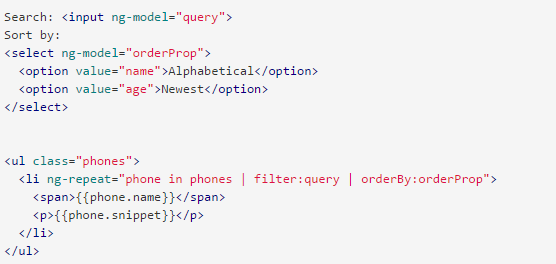 Search: <input ng-model="query">
Sort by:
<select ng-model="orderProp">
  <option value="name">Alphabetical</option>
  <option value="age">Newest</option>
</select>


<ul class="phones">
  <li ng-repeat="phone in phones | filter:query | orderBy:orderProp">
    <span>{{phone.name}}</span>
    <p>{{phone.snippet}}</p>
  </li>
</ul>